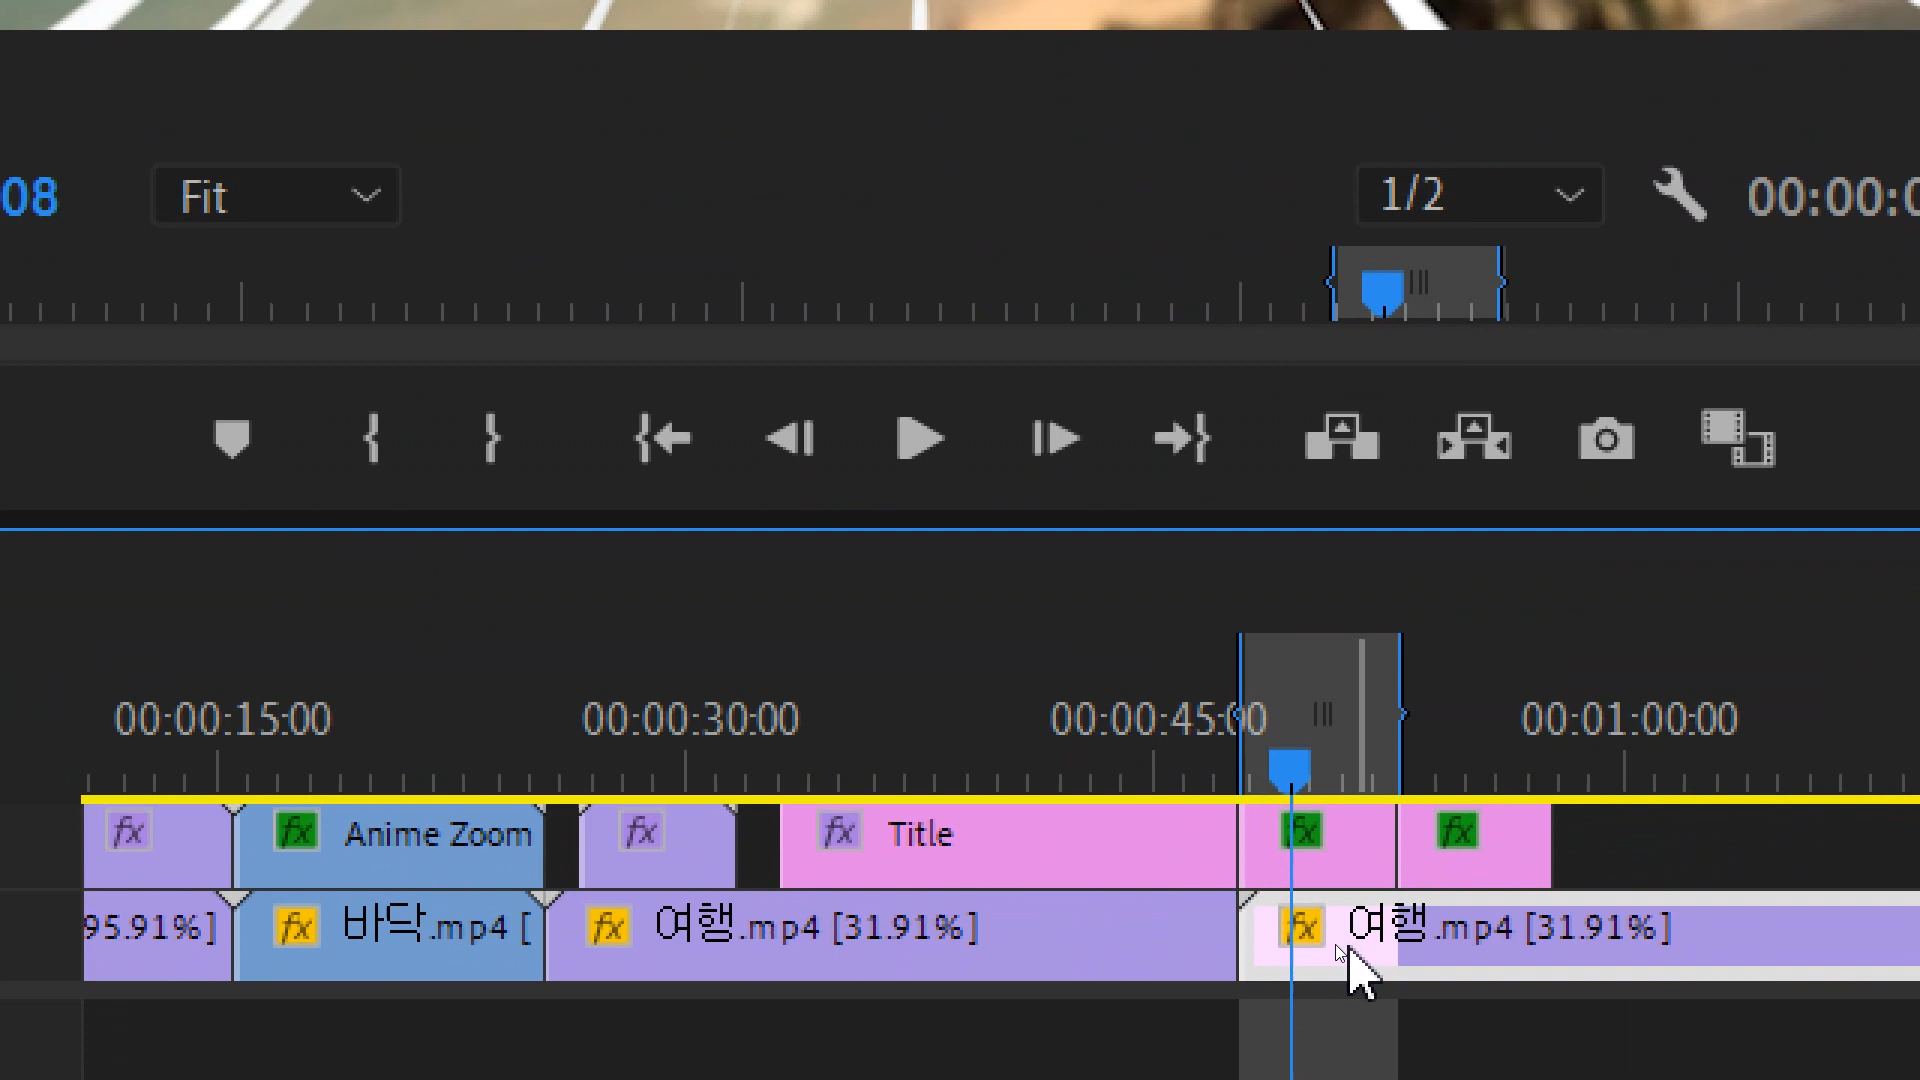 08
Fit
1/2
00:00:0
00:00:15:00
00:00:30:00
00:00:45:00
00:01:00:00
fx
fx Anime Zoom
fx
fx Title
fx
fx
95.91%]
fx 바닥.mp4 [
fx 여행.mp4 [31.91%]
fx 여행.mp4 [31.91%]